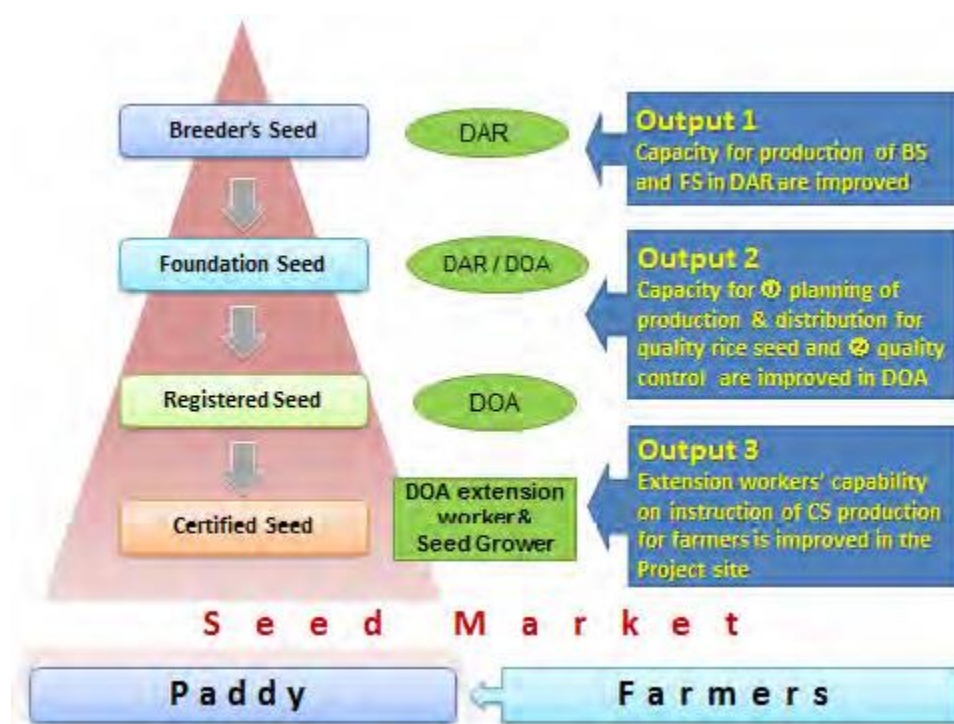 Breeder's Seed
DAR
Output 1
Capacity for production of BS
and FS in DAR are improved
Foundation Seed
DAR / DOA
Output 2
Capacity for ① planning of
production & distribution for
quality rice seed and ② quality
control are improved in DOA
Registered Seed
DOA
Output 3
Extension workers' capability
on instruction of CS production
for farmers is improved in the
Project site
Certified Seed
DOA extension
worker &
Seed Grower
Seed Market
Paddy
Farmers